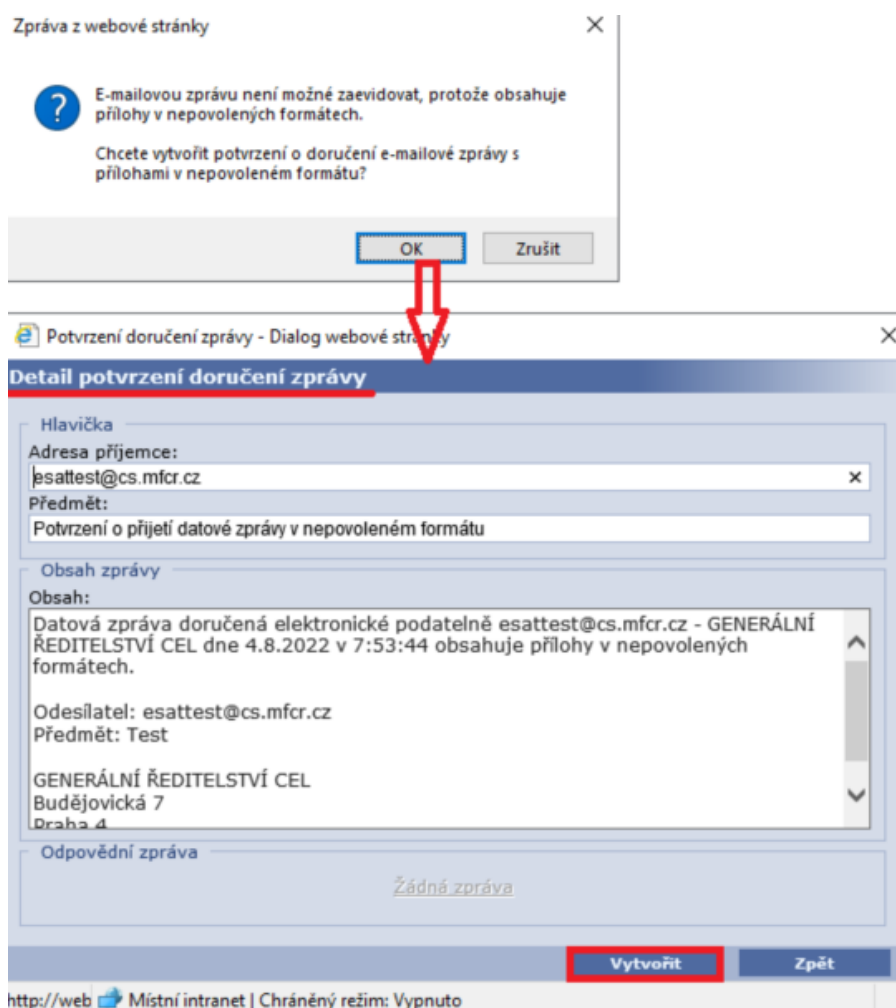 Zpráva z webové stránky
E-mailovou zprávu není možné zaevidovat, protože obsahuje
přílohy v nepovolených formátech.
Chcete vytvořit potvrzení o doručení e-mailové zprávy s
přílohami v nepovoleném formátu?
OK
Zrušit
Potvrzení doručení zprávy - Dialog webové stránky
Detail potvrzení doručení zprávy
Hlavička
Adresa příjemce:
esattest@cs.mfcr.cz
Předmět:
Potvrzení o přijetí datové zprávy v nepovoleném formátu
Obsah zprávy
Obsah:
Datová zpráva doručená elektronické podatelně esattest@cs.mfcr.cz - GENERÁLNÍ
ŘEDITELSTVÍ CEL dne 4.8.2022 v 7:53:44 obsahuje přílohy v nepovolených
formátech.
Odesílatel: esattest@cs.mfcr.cz
Předmět: Test
GENERÁLNÍ ŘEDITELSTVÍ CEL
Budějovická 7
Praha 4
Odpovědní zpráva
Žádná zpráva
Vytvořit
Zpět
http://web
Místní intranet | Chráněný režim: Vypnuto